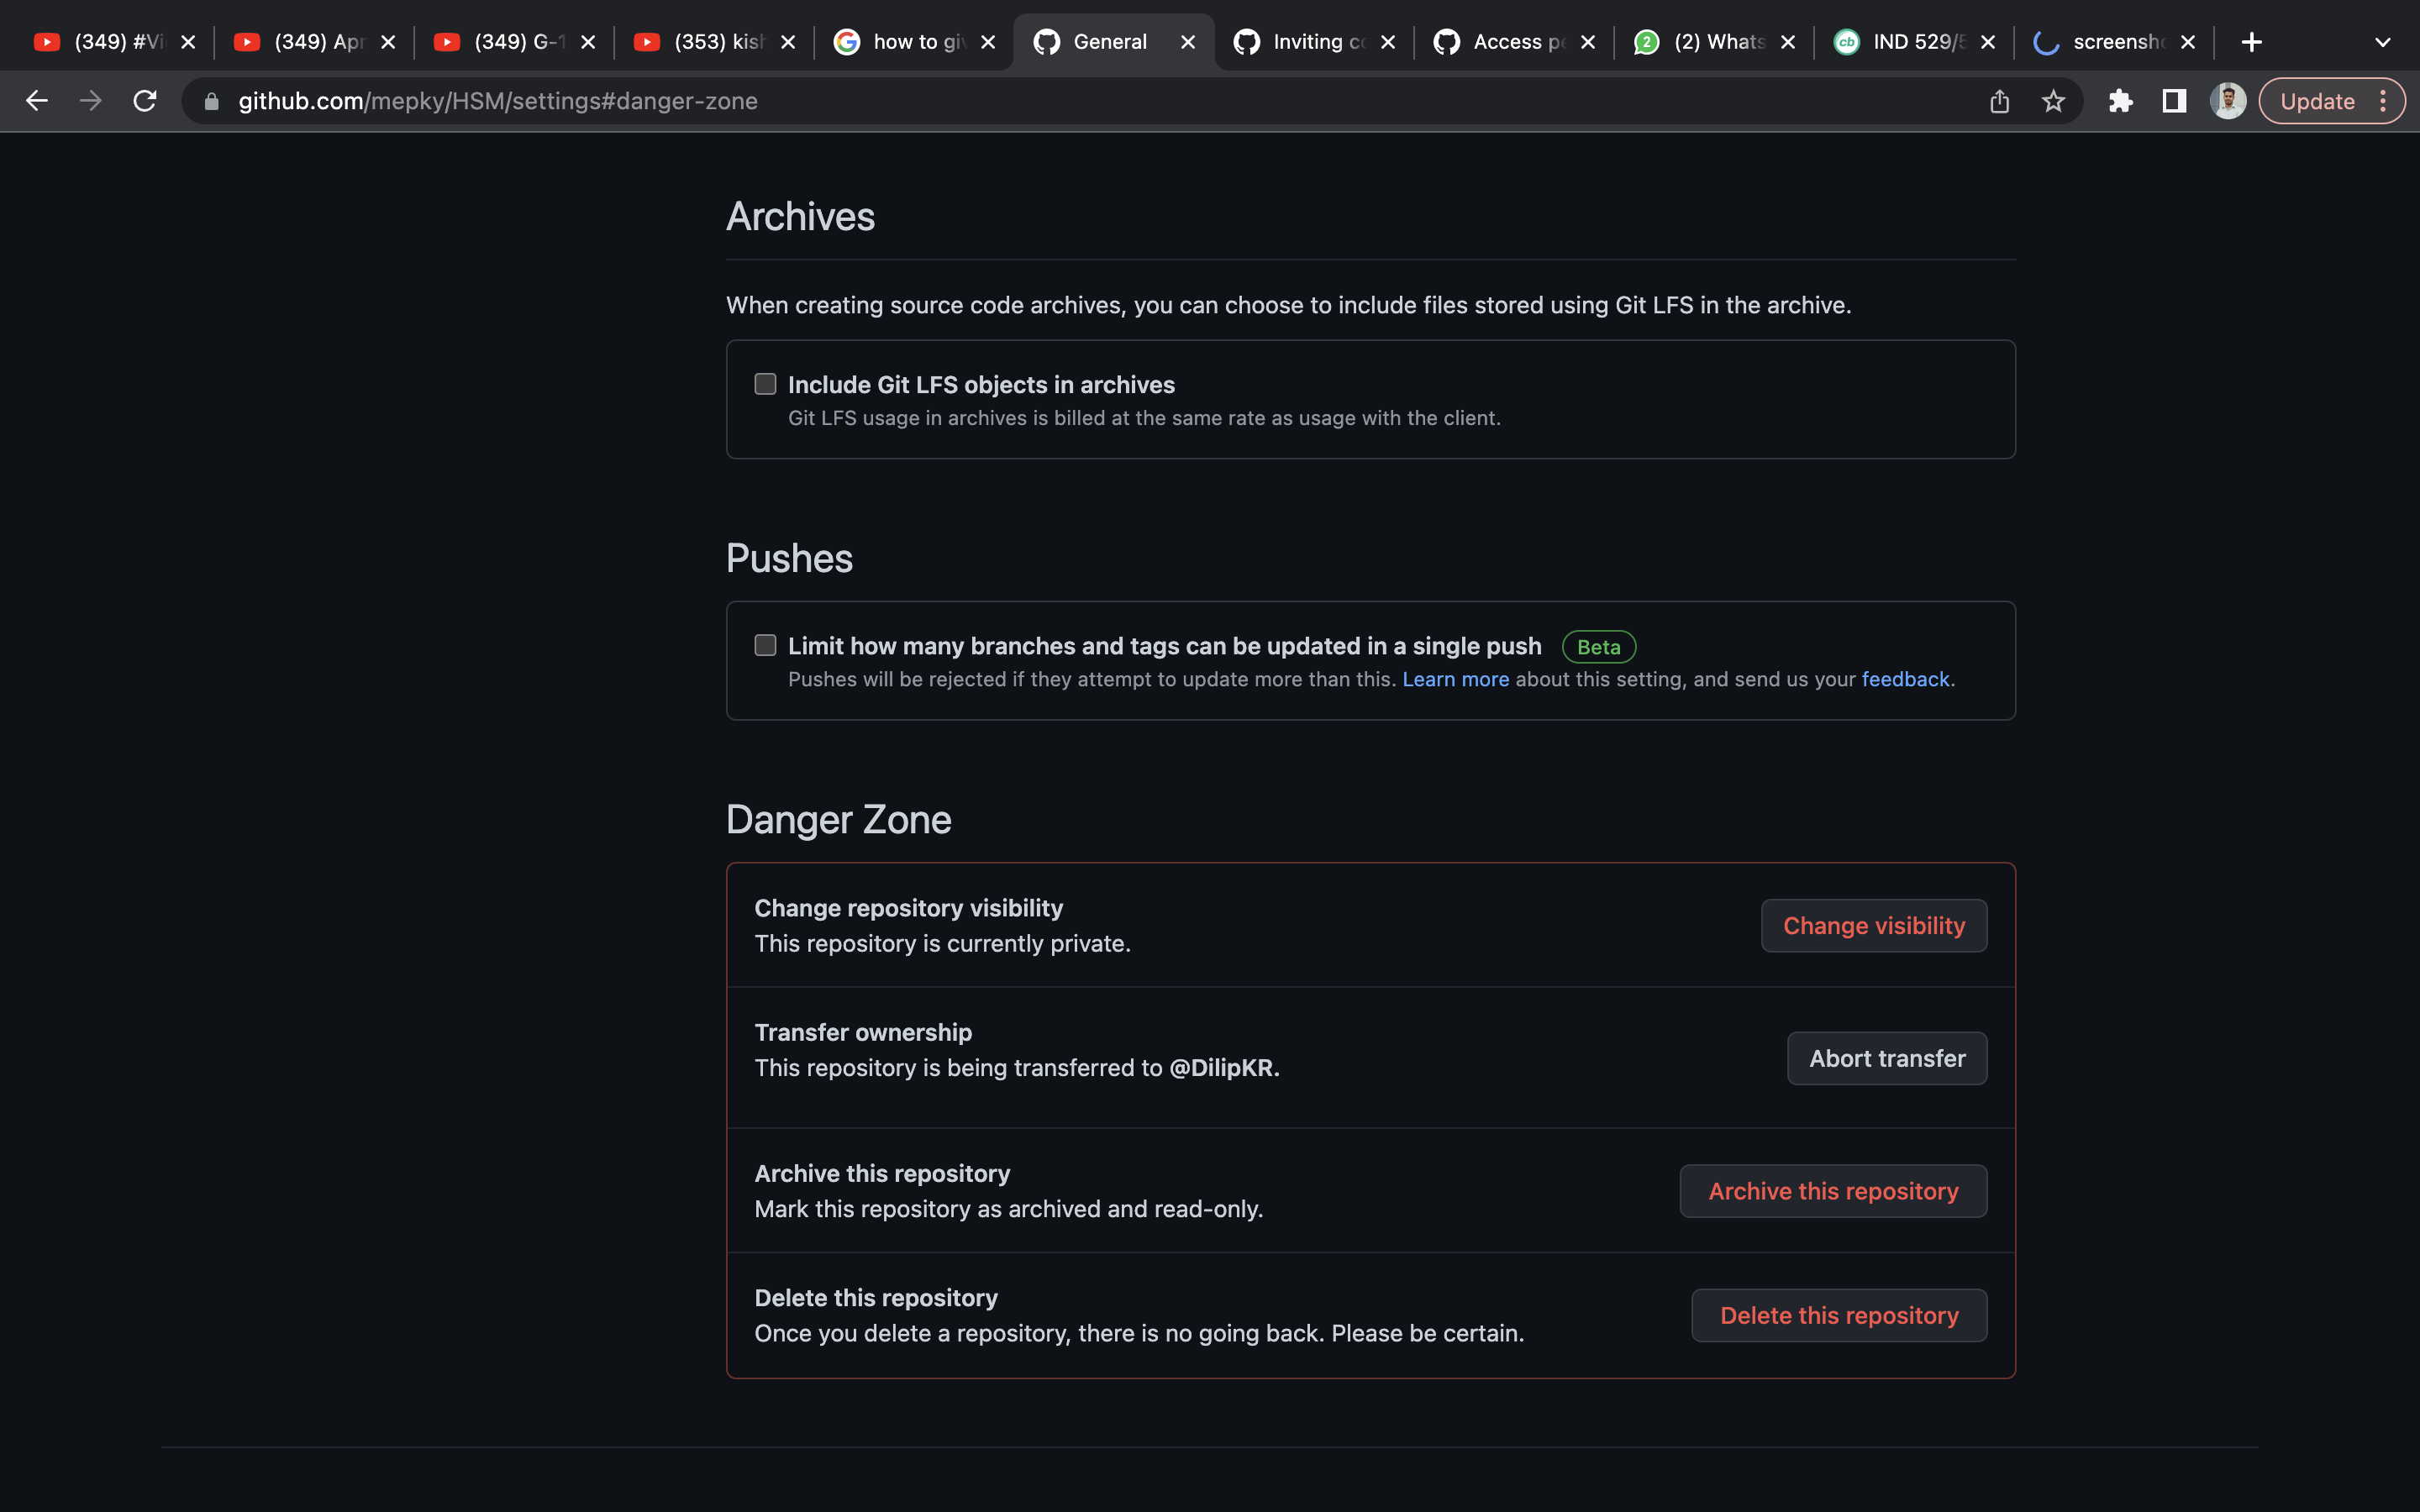 (349) #Vi
(349) Apr
(349) G-1
(353) kish
how to giv
General
Inviting co
Access pe
2
(2) Whats
cb
IND 529/5
screensho
github.com/mepky/HSM/settings#danger-zone
Update
Archives
When creating source code archives, you can choose to include files stored using Git LFS in the archive.
Include Git LFS objects in archives
Git LFS usage in archives is billed at the same rate as usage with the client.
Pushes
Limit how many branches and tags can be updated in a single push Beta
Pushes will be rejected if they attempt to update more than this. Learn more about this setting, and send us your feedback.
Danger Zone
Change repository visibility
This repository is currently private.
Change visibility
Transfer ownership
This repository is being transferred to @DilipKR.
Abort transfer
Archive this repository
Mark this repository as archived and read-only.
Archive this repository
Delete this repository
Once you delete a repository, there is no going back. Please be certain.
Delete this repository